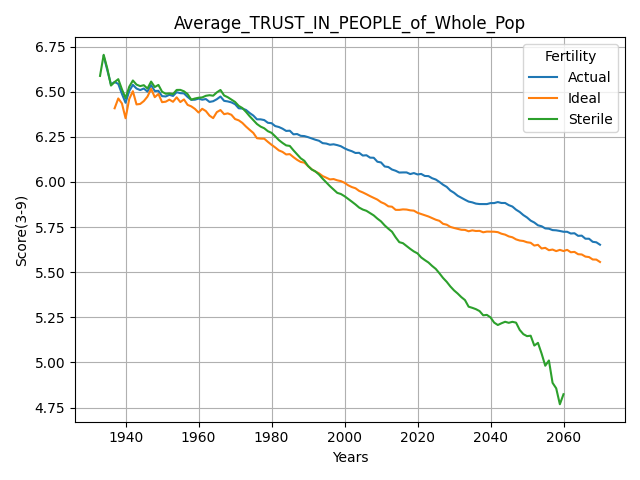 Average_TRUST_IN_PEOPLE_of_Whole_Pop
Score(3-9)
6.75
6.50
6.25
6.00
5.75
5.50
5.25
5.00
4.75
Fertility
Actual
Ideal
Sterile
1940 1960 1980 2000 2020 2040 2060
Years